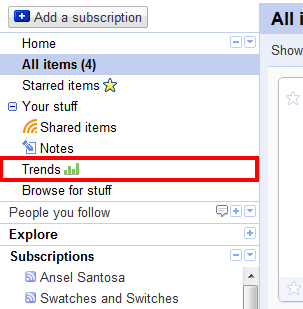 Add a subscription
All i
Home
Show
All items (4)
Starred items
Your stuff
Shared items
Notes
Trends
Browse for stuff
People you follow
Explore
Subscriptions
Ansel Santosa
Swatches and Switches